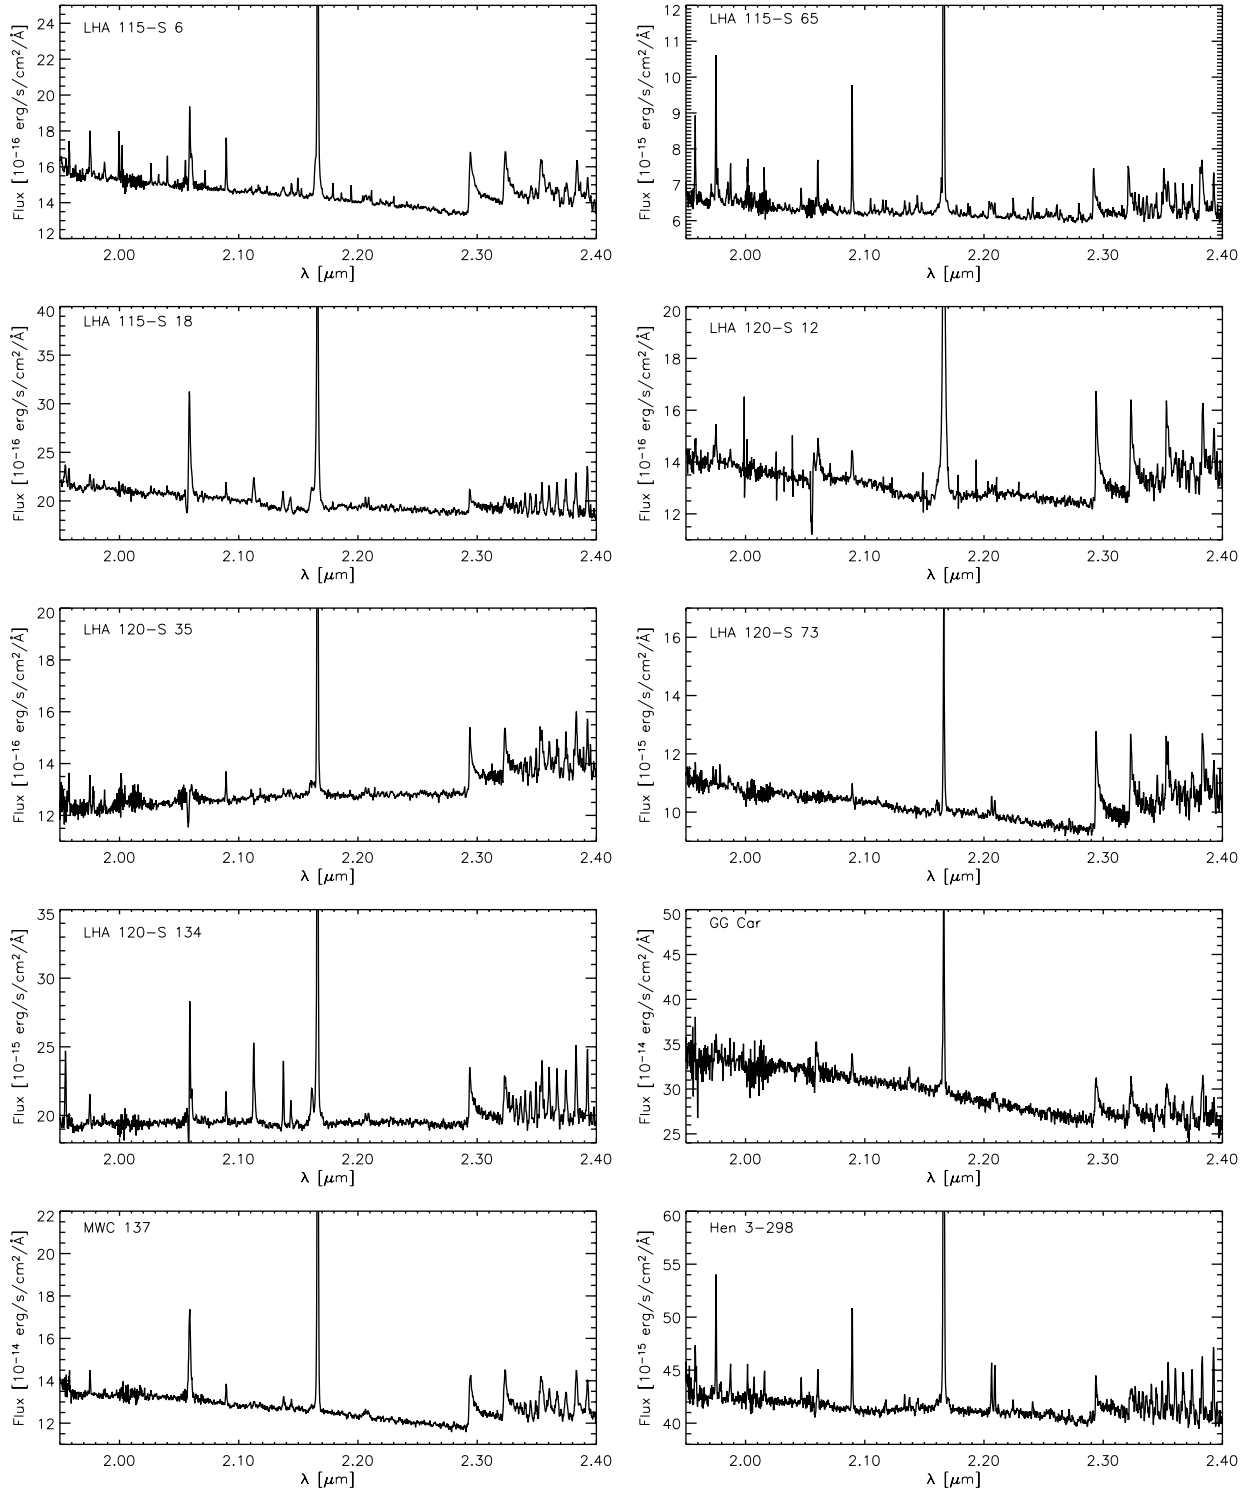 LHA 115-S 6
Flux [10⁻¹⁶ erg/s/cm²/Å]
24
22
20
18
16
14
12
2.00 2.10 2.20 2.30 2.40
λ [μm]
LHA 115-S 65
Flux [10⁻¹⁵ erg/s/cm²/Å]
12
11
10
9
8
7
6
2.00 2.10 2.20 2.30 2.40
λ [μm]
LHA 115-S 18
Flux [10⁻¹⁶ erg/s/cm²/Å]
40
35
30
25
20
2.00 2.10 2.20 2.30 2.40
λ [μm]
LHA 120-S 12
Flux [10⁻¹⁶ erg/s/cm²/Å]
20
18
16
14
12
2.00 2.10 2.20 2.30 2.40
λ [μm]
LHA 120-S 35
Flux [10⁻¹⁶ erg/s/cm²/Å]
20
18
16
14
12
2.00 2.10 2.20 2.30 2.40
λ [μm]
LHA 120-S 73
Flux [10⁻¹⁵ erg/s/cm²/Å]
16
14
12
10
2.00 2.10 2.20 2.30 2.40
λ [μm]
LHA 120-S 134
Flux [10⁻¹⁵ erg/s/cm²/Å]
35
30
25
20
2.00 2.10 2.20 2.30 2.40
λ [μm]
GG Car
Flux [10⁻¹⁴ erg/s/cm²/Å]
50
45
40
35
30
25
2.00 2.10 2.20 2.30 2.40
λ [μm]
MWC 137
Flux [10⁻¹⁴ erg/s/cm²/Å]
22
20
18
16
14
12
2.00 2.10 2.20 2.30 2.40
λ [μm]
Hen 3-298
Flux [10⁻¹⁵ erg/s/cm²/Å]
60
55
50
45
40
2.00 2.10 2.20 2.30 2.40
λ [μm]